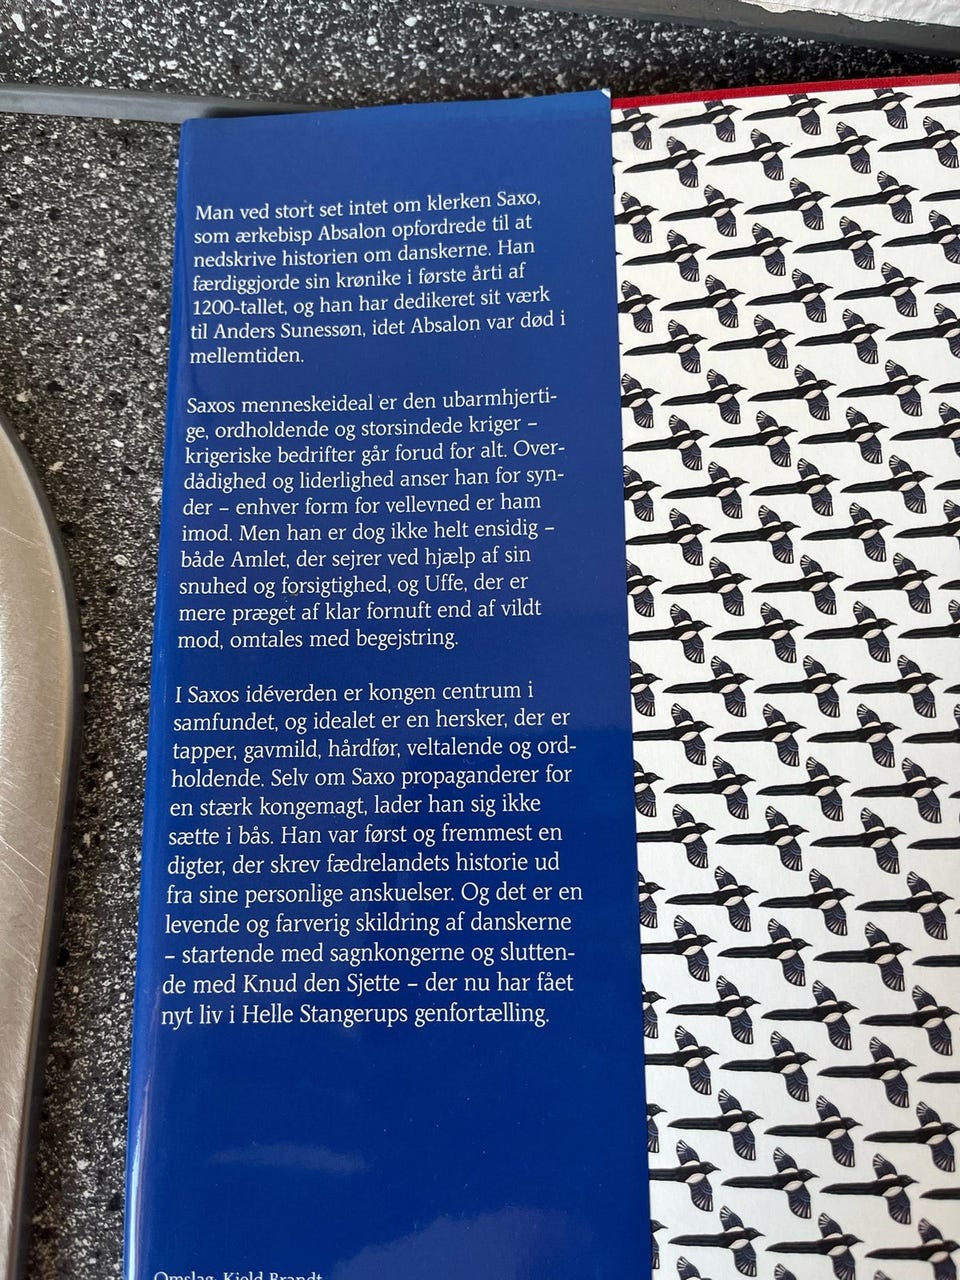 Man ved stort set intet om klerken Saxo,
som ærkebisp Absalon opfordrede til at
nedskrive historien om danskerne. Han
færdiggjorde sin krønike i første årti af
1200-tallet, og han har dedikeret sit værk
til Anders Sunessøn, idet Absalon var død i
mellemtiden.
Saxos menneskeideal er den ubarmhjerti-
ge, ordholdende og storsindede kriger –
krigeriske bedrifter går forud for alt. Over-
dådighed og liderlighed anser han for syn-
der – enhver form for vellevned er ham
imod. Men han er dog ikke helt ensidig –
både Amlet, der sejrer ved hjælp af sin
snuhed og forsigtighed, og Uffe, der er
mere præget af klar fornuft end af vildt
mod, omtales med begejstring.
I Saxos idéverden er kongen centrum i
samfundet, og idealet er en hersker, der er
tapper, gavmild, hårdfør, veltalende og ord-
holdende. Selv om Saxo propaganderer for
en stærk kongemagt, lader han sig ikke
sætte i bås. Han var først og fremmest en
digter, der skrev fædrelandets historie ud
fra sine personlige anskuelser. Og det er en
levende og farverig skildring af danskerne
– startende med sagnkongerne og slutten-
de med Knud den Sjette – der nu har fået
nyt liv i Helle Stangerups genfortælling.
Omslag: Kjeld Brandt